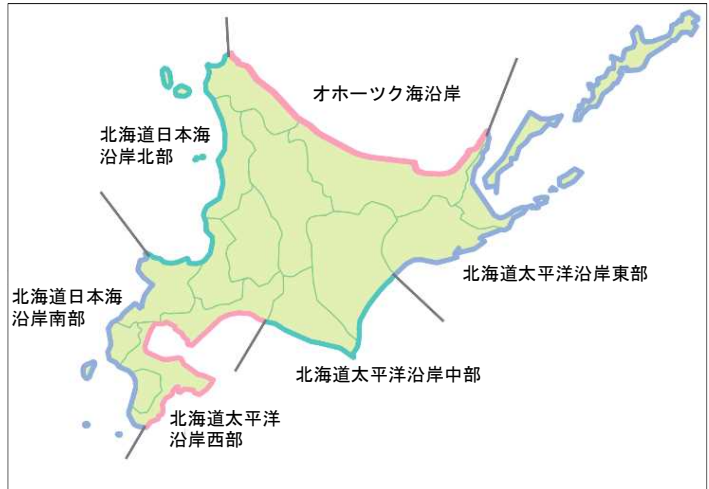 オホーツク海沿岸
北海道日本海
沿岸北部
北海道太平洋沿岸東部
北海道日本海
沿岸南部
北海道太平洋沿岸中部
北海道太平洋
沿岸西部